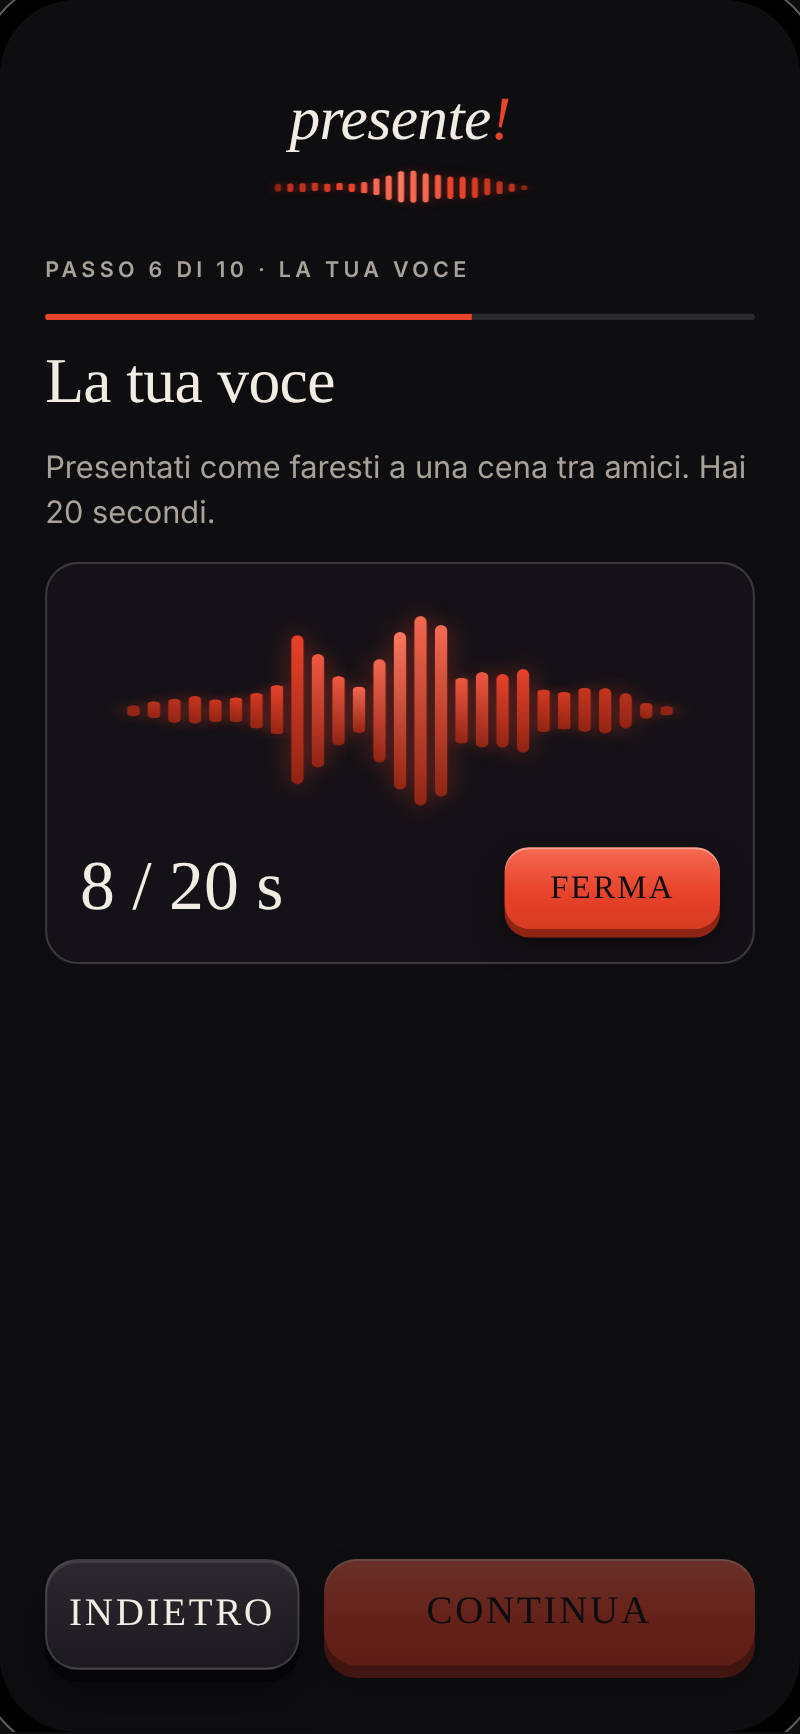 presente!
PASSO 6 DI 10 · LA TUA VOCE
La tua voce
Presentati come faresti a una cena tra amici. Hai
20 secondi.
8 / 20 s
FERMA
INDIETRO
CONTINUA